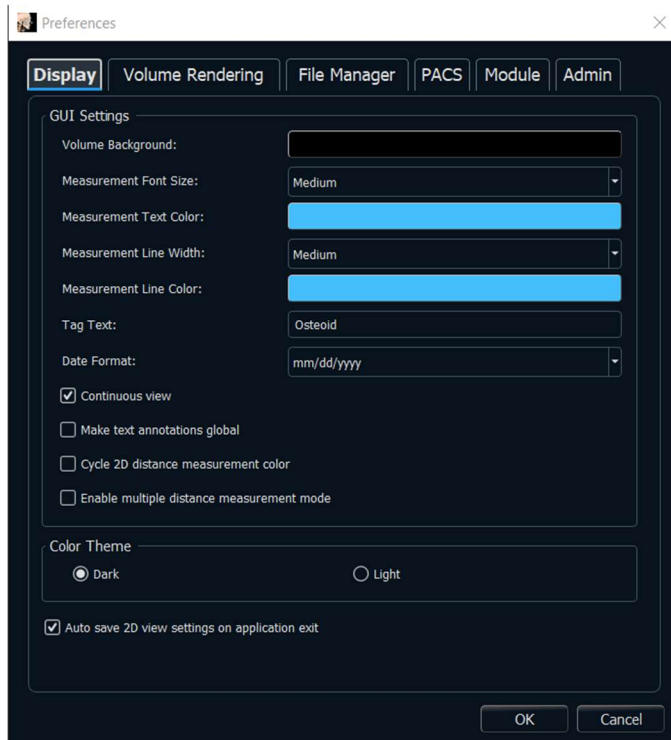 Preferences
Display Volume Rendering File Manager PACS Module Admin
GUI Settings
Volume Background:
Measurement Font Size: Medium
Measurement Text Color:
Measurement Line Width: Medium
Measurement Line Color:
Tag Text: Osteoid
Date Format: mm/dd/yyyy
Continuous view
Make text annotations global
Cycle 2D distance measurement color
Enable multiple distance measurement mode
Color Theme
Dark Light
Auto save 2D view settings on application exit
OK Cancel